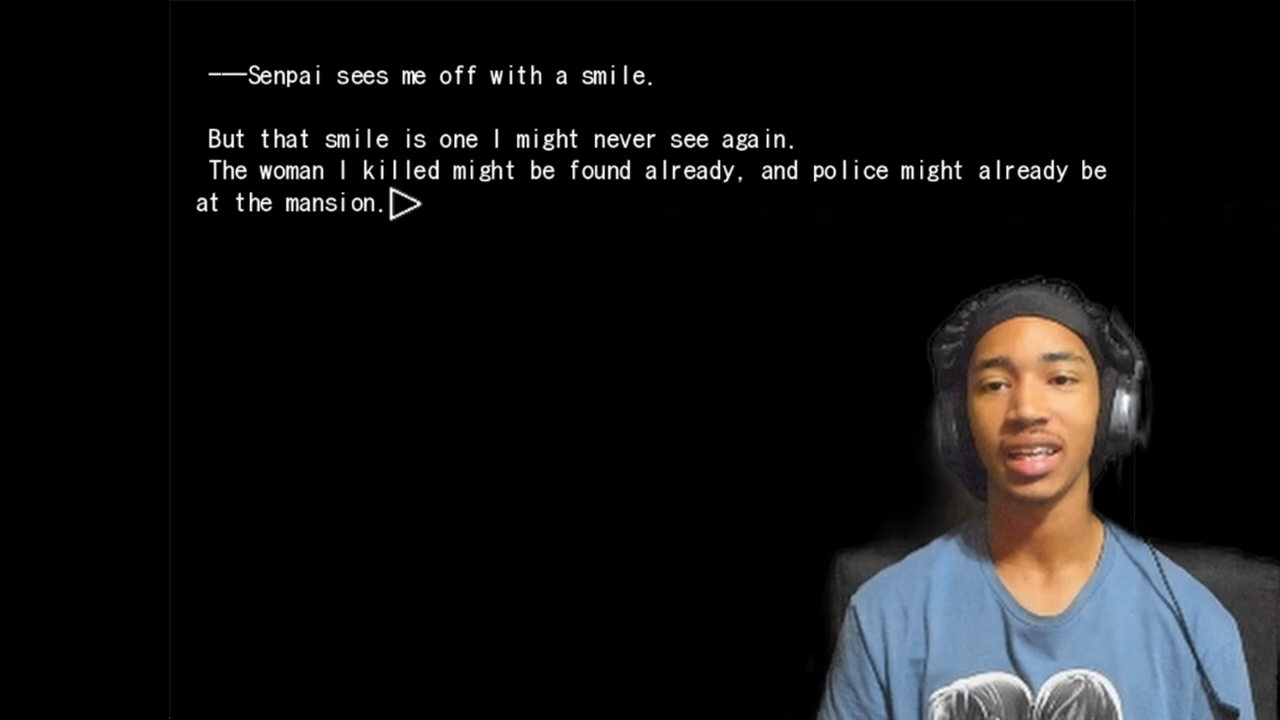 ───Senpai sees me off with a smile.
But that smile is one I might never see again.
The woman I killed might be found already, and police might already be
at the mansion.